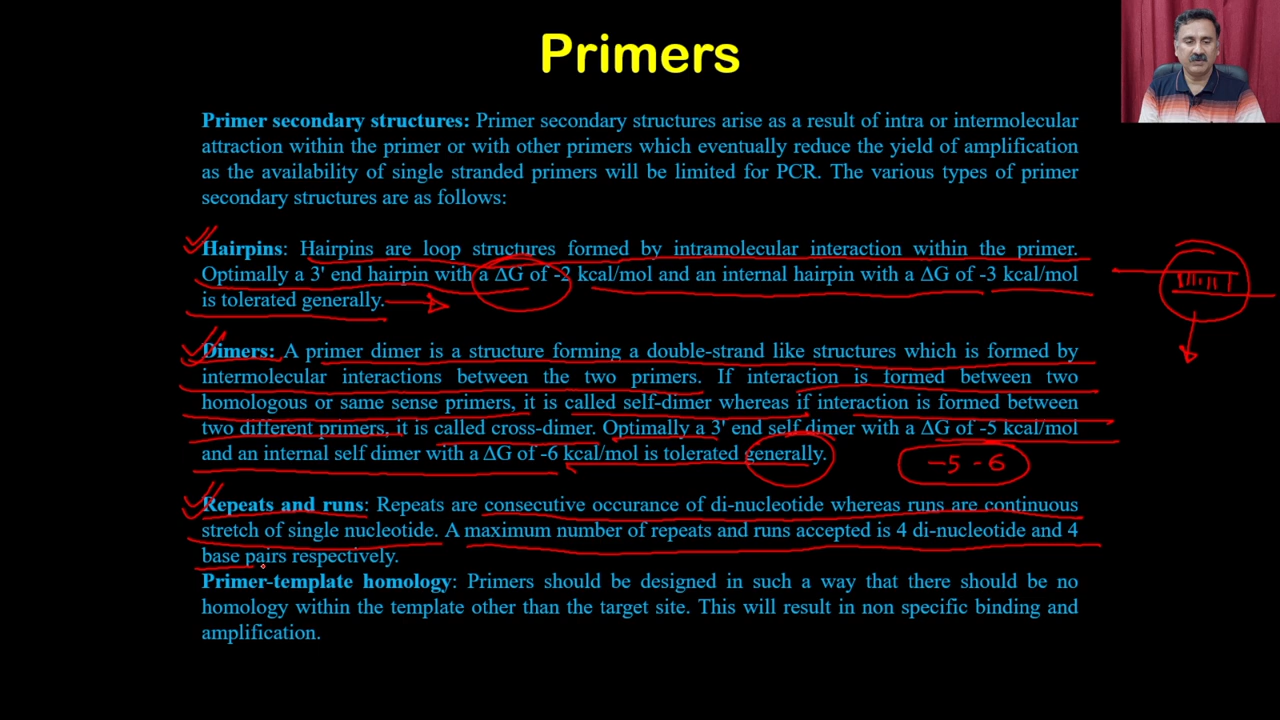 Primers
Primer secondary structures: Primer secondary structures arise as a result of intra or intermolecular
attraction within the primer or with other primers which eventually reduce the yield of amplification
as the availability of single stranded primers will be limited for PCR. The various types of primer
secondary structures are as follows:
Hairpins: Hairpins are loop structures formed by intramolecular interaction within the primer.
Optimally a 3' end hairpin with a ΔG of -2 kcal/mol and an internal hairpin with a ΔG of -3 kcal/mol
is tolerated generally.
Dimers: A primer dimer is a structure forming a double-strand like structures which is formed by
intermolecular interactions between the two primers. If interaction is formed between two
homologous or same sense primers, it is called self-dimer whereas if interaction is formed between
two different primers, it is called cross-dimer. Optimally a 3' end self dimer with a ΔG of -5 kcal/mol
and an internal self dimer with a ΔG of -6 kcal/mol is tolerated generally.
-5 -6
Repeats and runs: Repeats are consecutive occurance of di-nucleotide whereas runs are continuous
stretch of single nucleotide. A maximum number of repeats and runs accepted is 4 di-nucleotide and 4
base pairs respectively.
Primer-template homology: Primers should be designed in such a way that there should be no
homology within the template other than the target site. This will result in non specific binding and
amplification.